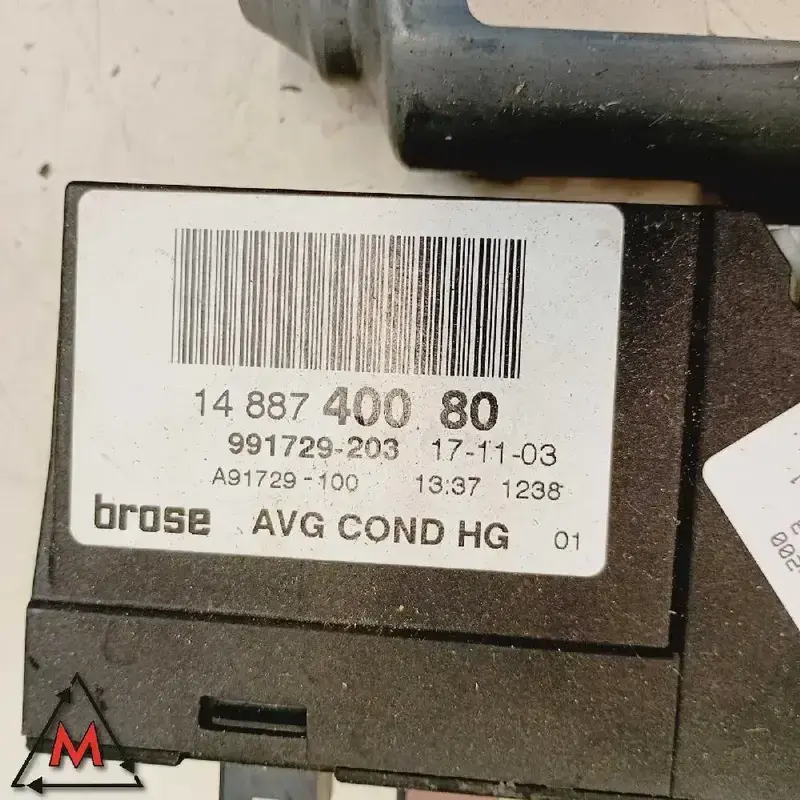 14 887 400 80
991729-203 17-11-03
A91729-100 13:37 1238
brose AVG COND HG 01
002
M